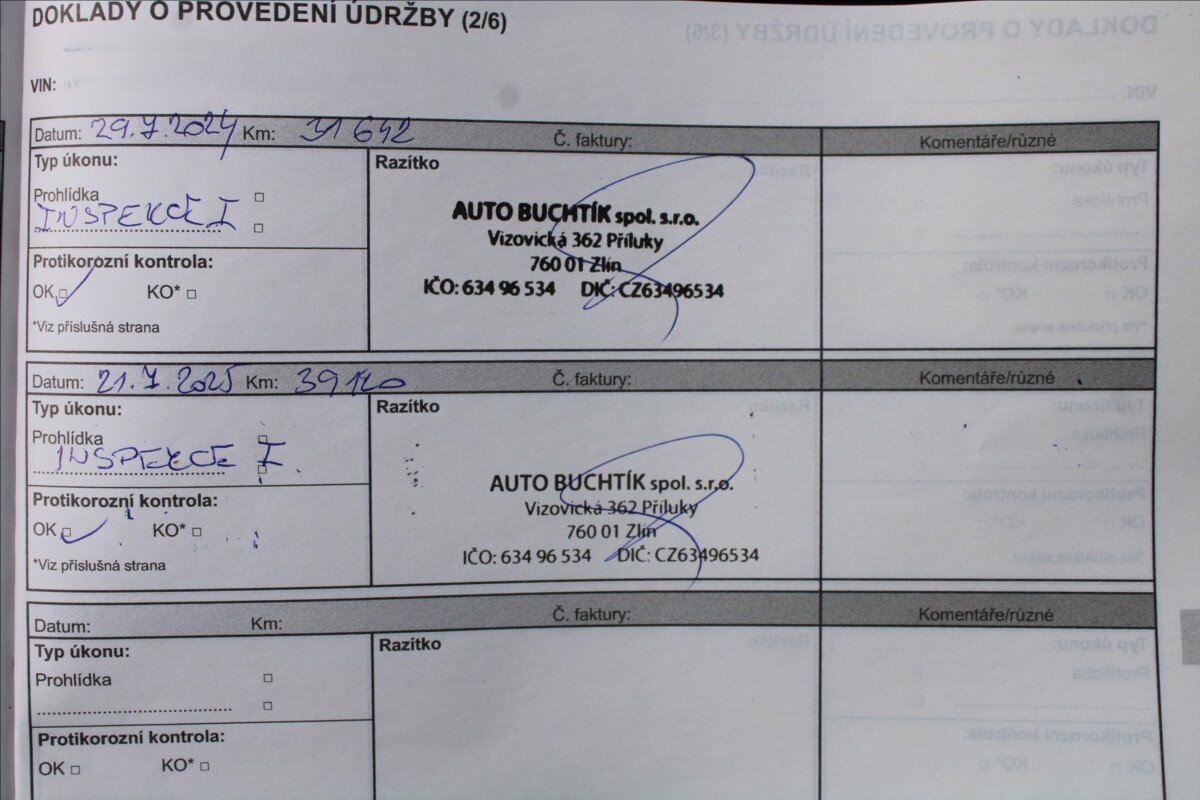 DOKLADY O PROVEDENÍ ÚDRŽBY (2/6)
VIN:
Datum: 29.7.2024 Km: 31 642 Č. faktury: Komentáře/různé
Typ úkonu:
Razítko
Prohlídka
INSPEKCE I
AUTO BUCHTÍK spol. s.r.o.
Vizovická 362 Příluky
760 01 Zlín
IČO: 634 96 534 DIČ: CZ63496534
Protikorozní kontrola:
OK KO*
*Viz příslušná strana
Datum: 21.7.2025 Km: 39120 Č. faktury: Komentáře/různé
Typ úkonu:
Razítko
Prohlídka
INSPEKCE I
AUTO BUCHTÍK spol. s.r.o.
Vizovická 362 Příluky
760 01 Zlín
IČO: 634 96 534 DIČ: CZ63496534
Protikorozní kontrola:
OK KO*
*Viz příslušná strana
Datum: Km: Č. faktury: Komentáře/různé
Typ úkonu:
Razítko
Prohlídka
Protikorozní kontrola:
OK KO*